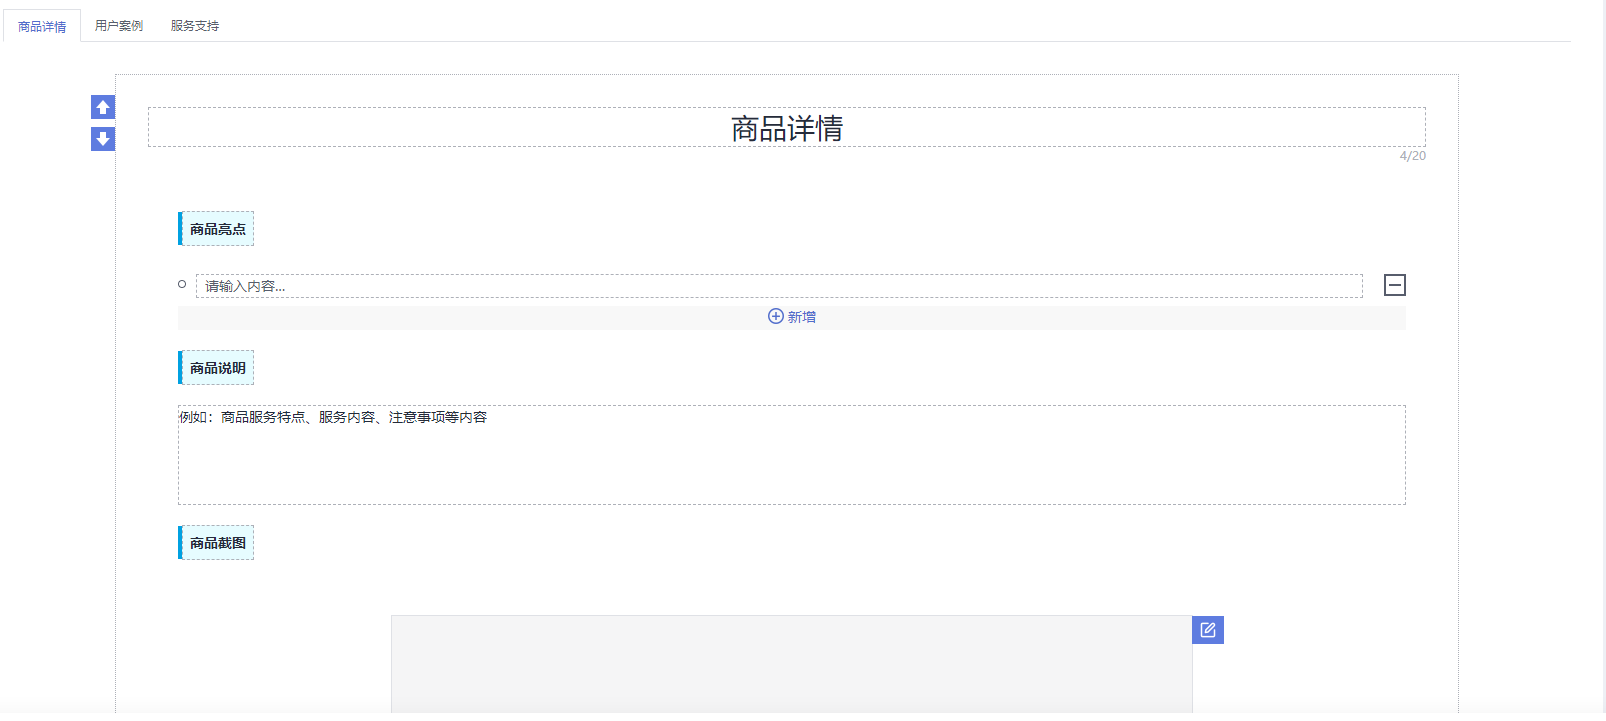 商品详情 用户案例 服务支持
商品详情
4/20
商品亮点
请输入内容...
新增
商品说明
例如：商品服务特点、服务内容、注意事项等内容
商品截图